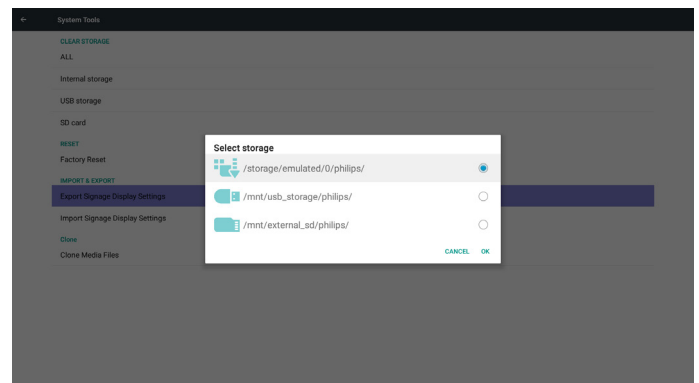 System Tools
CLEAR STORAGE
ALL
Internal storage
USB storage
SD card
RESET
Factory Reset
IMPORT & EXPORT
Export Signage Display Settings
Import Signage Display Settings
Clone
Clone Media Files
Select storage
/storage/emulated/0/philips/
/mnt/usb_storage/philips/
/mnt/external_sd/philips/
CANCEL OK